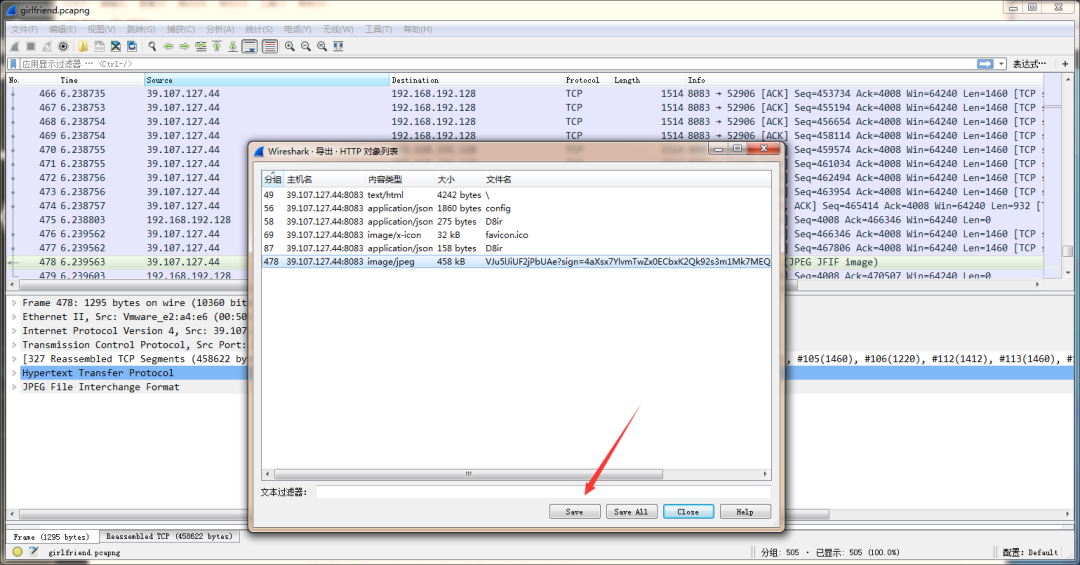 girlfriend.pcapng
文件(F) 编辑(E) 视图(V) 跳转(G) 捕获(C) 分析(A) 统计(S) 电话(Y) 无线(W) 工具(T) 帮助(H)
应用显示过滤器 … <Ctrl-/> 表达式… +
No. Time Source Destination Protocol Length Info
466 6.238735 39.107.127.44 192.168.192.128 TCP 1514 8083 → 52906 [ACK] Seq=453734 Ack=4008 Win=64240 Len=1460 [TCP s
467 6.238753 39.107.127.44 192.168.192.128 TCP 1514 8083 → 52906 [ACK] Seq=455194 Ack=4008 Win=64240 Len=1460 [TCP s
468 6.238754 39.107.127.44 192.168.192.128 TCP 1514 8083 → 52906 [ACK] Seq=456654 Ack=4008 Win=64240 Len=1460 [TCP s
469 6.238754 39.107.127.44 192.168.192.128 TCP 1514 8083 → 52906 [ACK] Seq=458114 Ack=4008 Win=64240 Len=1460 [TCP s
470 6.238755 39.107.127.44 Seq=459574 Ack=4008 Win=64240 Len=1460 [TCP s
471 6.238755 39.107.127.44 Seq=461034 Ack=4008 Win=64240 Len=1460 [TCP s
472 6.238756 39.107.127.44 Seq=462494 Ack=4008 Win=64240 Len=1460 [TCP s
473 6.238756 39.107.127.44 Seq=463954 Ack=4008 Win=64240 Len=1460 [TCP s
474 6.238757 39.107.127.44 , ACK] Seq=465414 Ack=4008 Win=64240 Len=932 [T
475 6.238803 192.168.192.128 Seq=4008 Ack=466346 Win=64240 Len=0
476 6.239562 39.107.127.44 Seq=466346 Ack=4008 Win=64240 Len=1460 [TCP s
477 6.239562 39.107.127.44 Seq=467806 Ack=4008 Win=64240 Len=1460 [TCP s
478 6.239563 39.107.127.44 (JPEG JFIF image)
479 6.239603 192.168.192.128 Seq=4008 Ack=470507 Win=64240 Len=0
Wireshark · 导出 · HTTP 对象列表
分组 主机名 内容类型 大小 文件名
49 39.107.127.44:8083 text/html 4242 bytes \
56 39.107.127.44:8083 application/json 1860 bytes config
58 39.107.127.44:8083 application/json 275 bytes D8ir
69 39.107.127.44:8083 image/x-icon 32 kB favicon.ico
87 39.107.127.44:8083 application/json 158 bytes D8ir
478 39.107.127.44:8083 image/jpeg 458 kB VJu5lJiUF2jPbUAe?sign=4aXsx7YlvmTwZx0ECbxK2Qk92s3m1Mk7MEQ
文本过滤器:
Save Save All Close Help
Frame 478: 1295 bytes on wire (10360 bit
Ethernet II, Src: Vmware_e2:a4:e6 (00:50
Internet Protocol Version 4, Src: 39.107
Transmission Control Protocol, Src Port:
[327 Reassembled TCP Segments (458622 by , #105(1460), #106(1220), #112(1412), #113(1460), #
Hypertext Transfer Protocol
JPEG File Interchange Format
Frame (1295 bytes) Reassembled TCP (458622 bytes)
girlfriend.pcapng 分组: 505 · 已显示: 505 (100.0%) 配置: Default